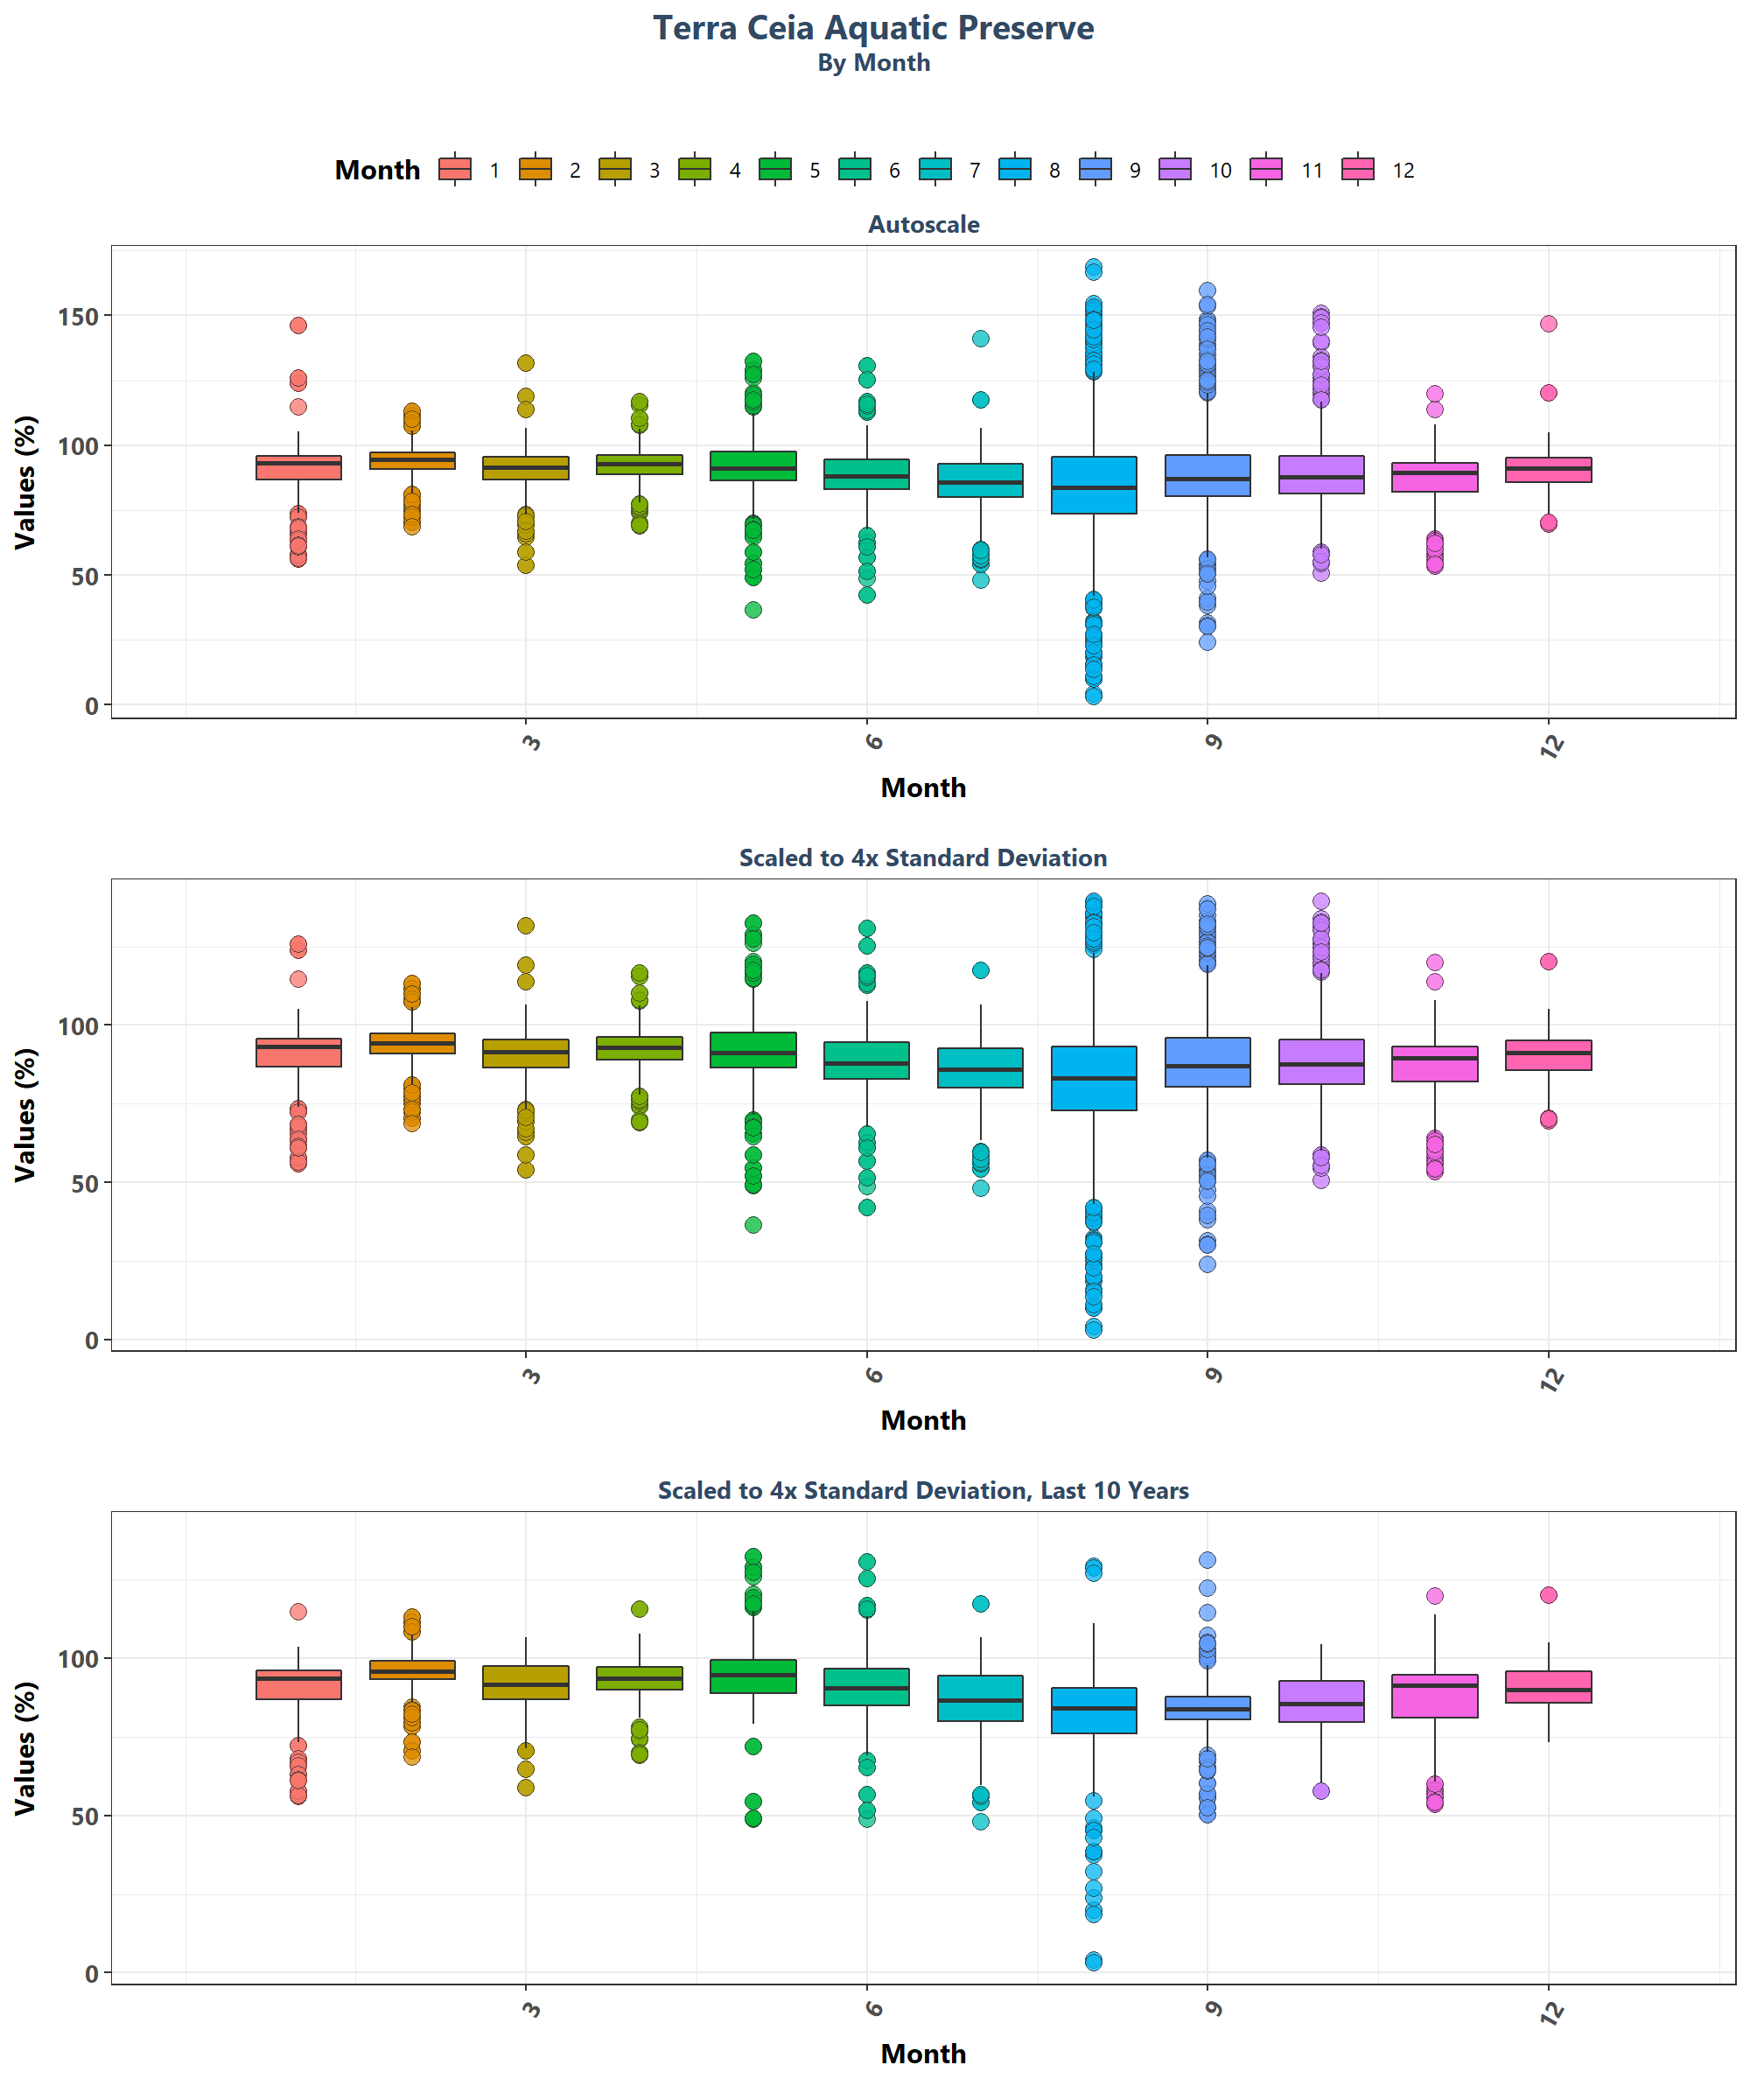 Terra Ceia Aquatic Preserve
By Month
Month 1 2 3 4 5 6 7 8 9 10 11 12
Autoscale
Values (%)
150
100
50
0
3 6 9 12
Month
Scaled to 4x Standard Deviation
Values (%)
100
50
0
3 6 9 12
Month
Scaled to 4x Standard Deviation, Last 10 Years
Values (%)
100
50
0
3 6 9 12
Month